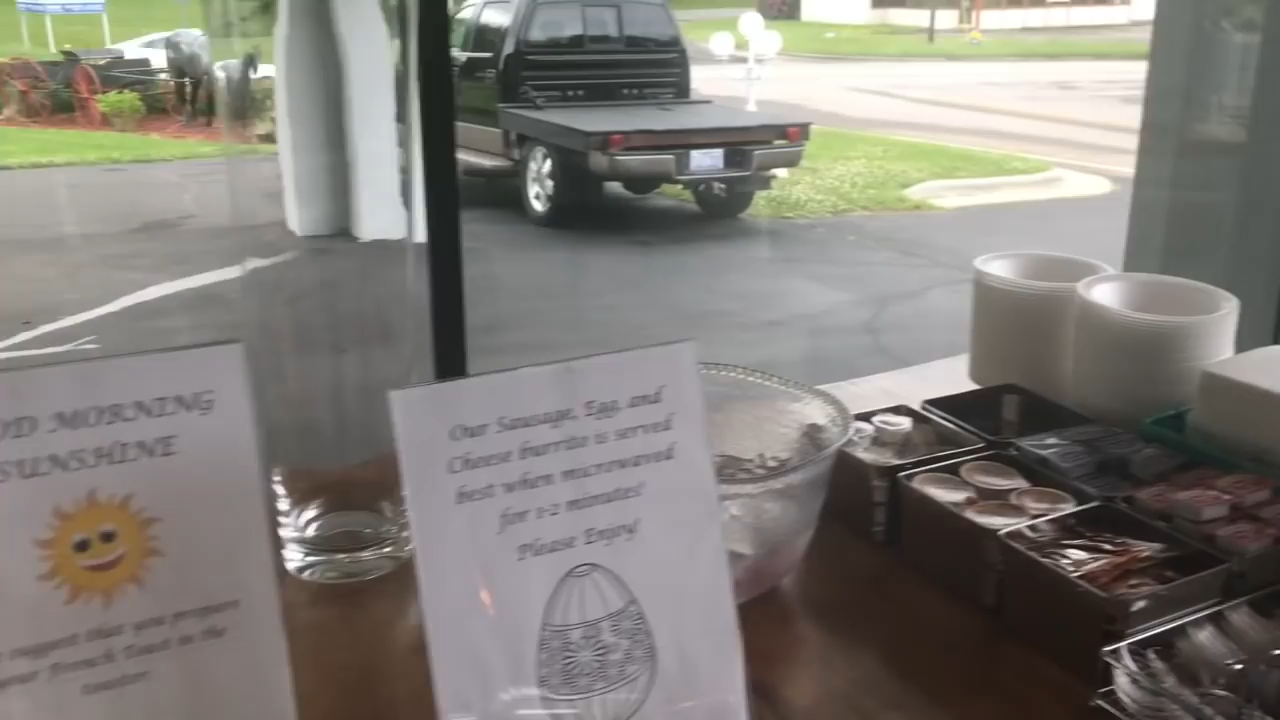 OD MORNING
SUNSHINE
suggest that you prepare
your French Toast in the
toaster
Our Sausage, Egg, and
Cheese burrito is served
best when microwaved
for 1-2 minutes!
Please Enjoy!